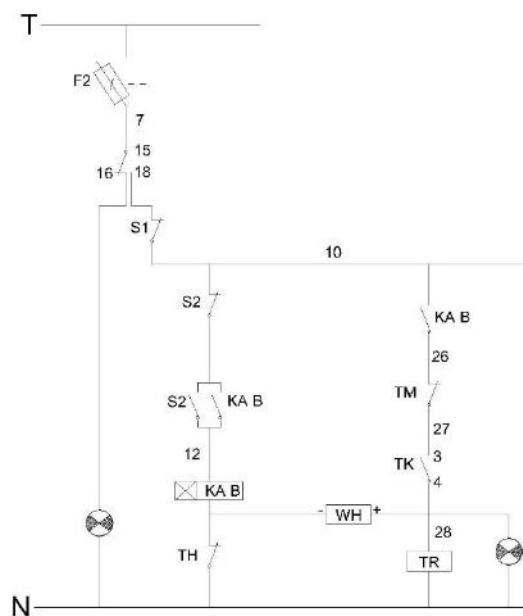 T
F2
7
15
16 18
S1
10
S2
KA B
26
TM
S2 KA B
27
12
3
TK
4
KA B
- WH +
28
TH
TR
N